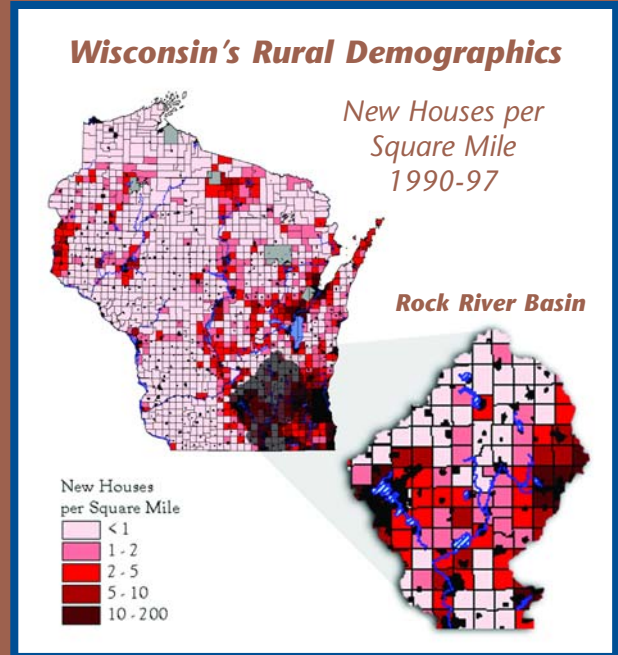 Wisconsin's Rural Demographics
New Houses per
Square Mile
1990-97
Rock River Basin
New Houses
per Square Mile
< 1
1 - 2
2 - 5
5 - 10
10 - 200